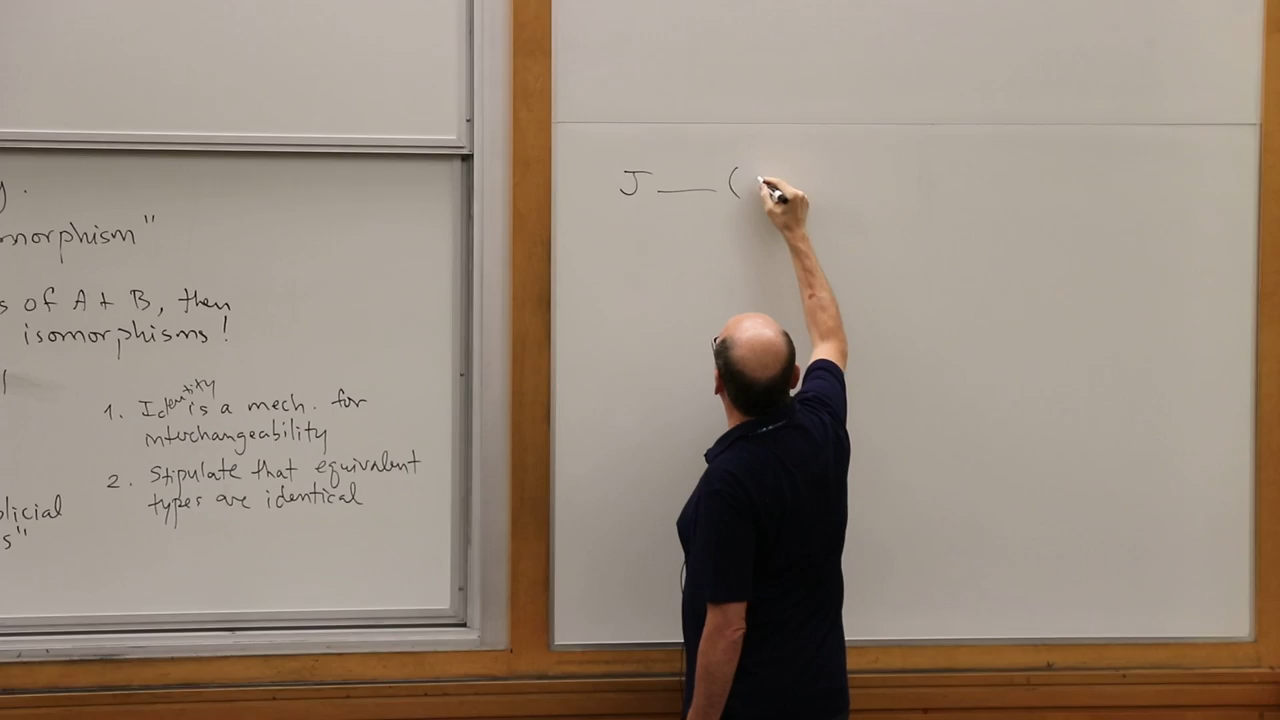 y.
morphism"
s of A + B, then
isomorphisms!
1. Identity is a mech. for
interchangeability
2. Stipulate that equivalent
types are identical
plicial
s"
J ___ (